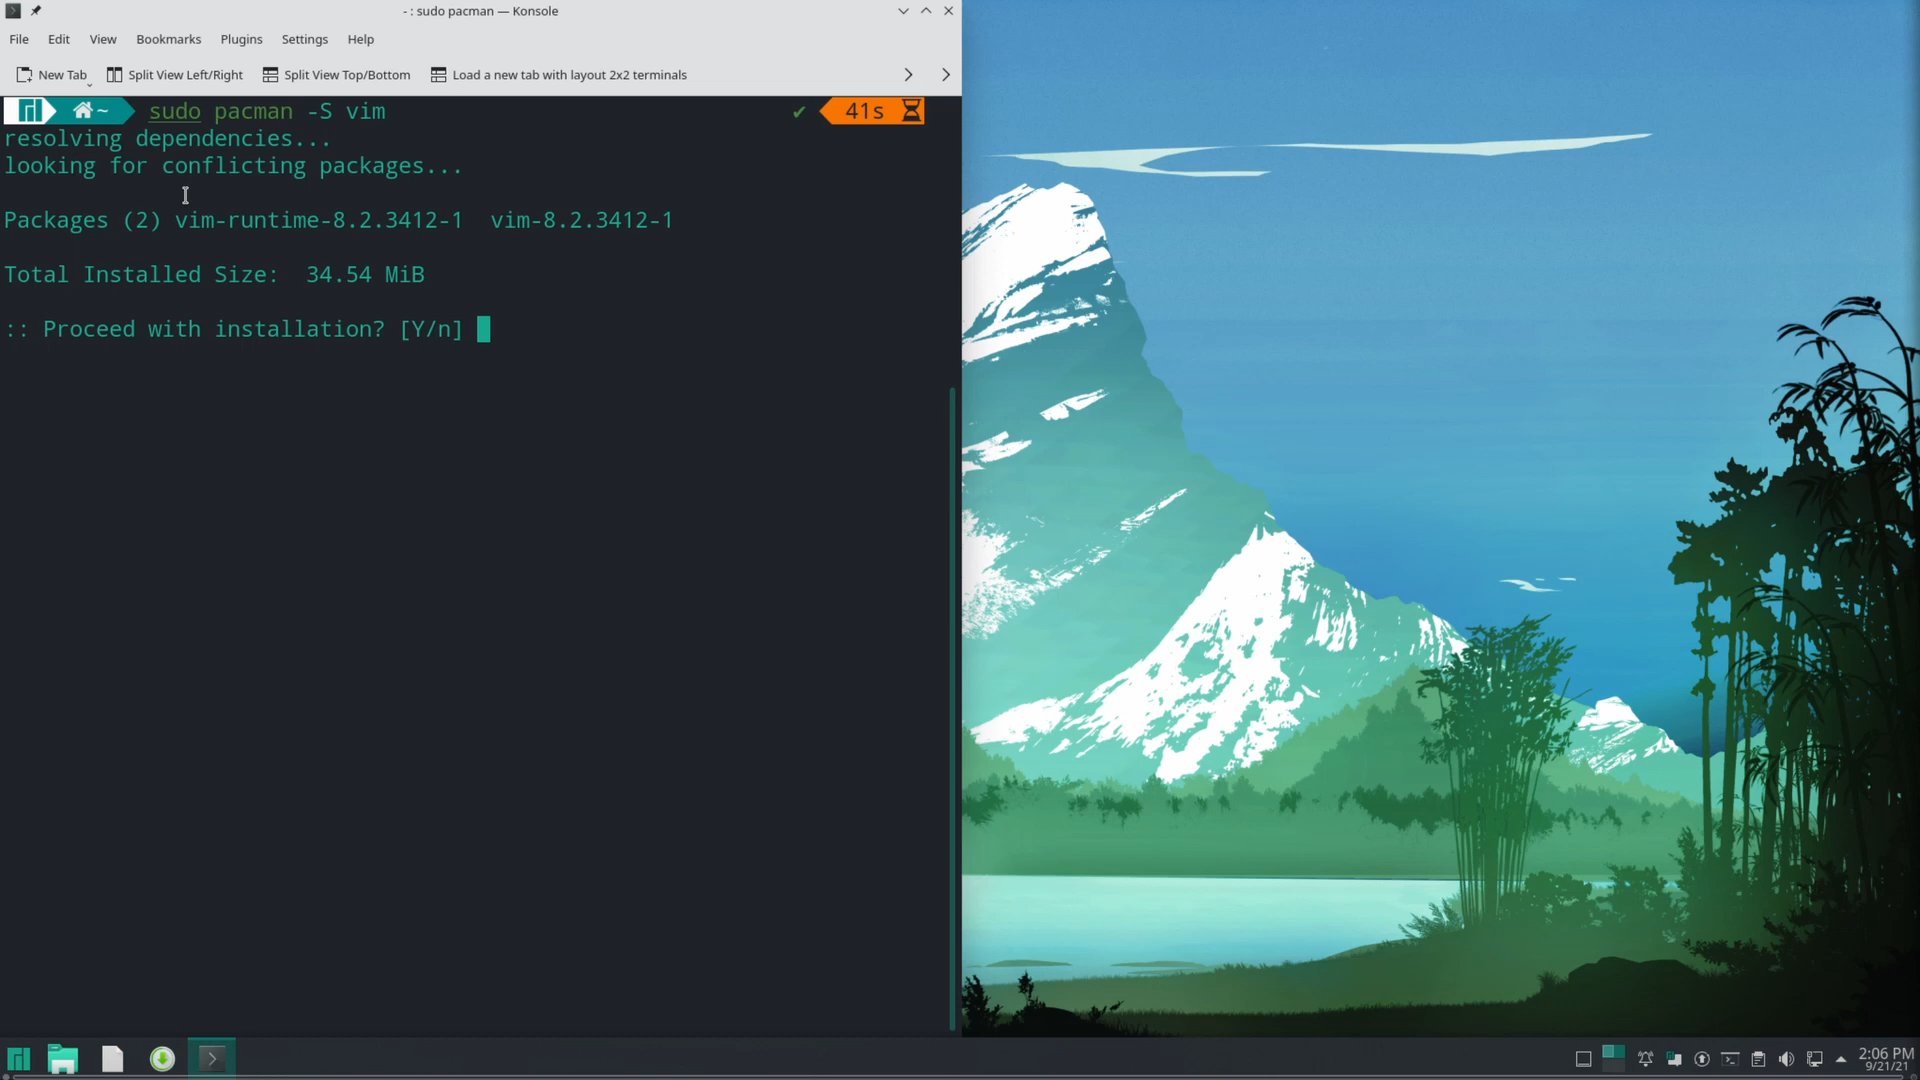 - : sudo pacman — Konsole
File Edit View Bookmarks Plugins Settings Help
New Tab Split View Left/Right Split View Top/Bottom Load a new tab with layout 2x2 terminals
~ sudo pacman -S vim ✔ 41s
resolving dependencies...
looking for conflicting packages...
Packages (2) vim-runtime-8.2.3412-1 vim-8.2.3412-1
Total Installed Size: 34.54 MiB
:: Proceed with installation? [Y/n]
2:06 PM
9/21/21